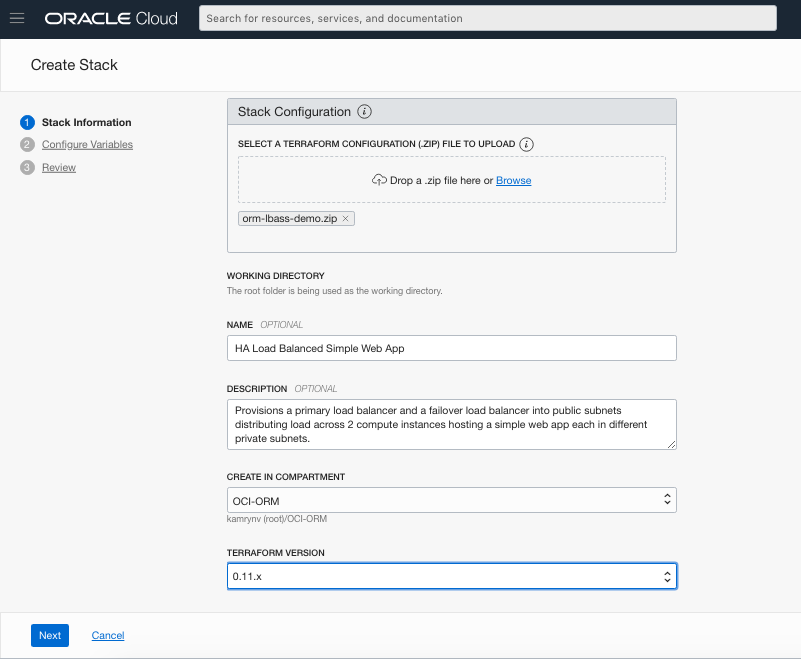 ORACLE Cloud
Search for resources, services, and documentation
Create Stack
1 Stack Information
2 Configure Variables
3 Review
Stack Configuration i
SELECT A TERRAFORM CONFIGURATION (.ZIP) FILE TO UPLOAD i
Drop a .zip file here or Browse
orm-lbass-demo.zip ×
WORKING DIRECTORY
The root folder is being used as the working directory.
NAME OPTIONAL
HA Load Balanced Simple Web App
DESCRIPTION OPTIONAL
Provisions a primary load balancer and a failover load balancer into public subnets
distributing load across 2 compute instances hosting a simple web app each in different
private subnets.
CREATE IN COMPARTMENT
OCI-ORM
kamrynv (root)/OCI-ORM
TERRAFORM VERSION
0.11.x
Next Cancel